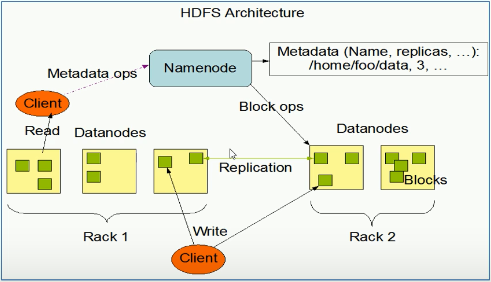 HDFS Architecture
Metadata (Name, replicas, ...):
/home/foo/data, 3, ...
Namenode
Metadata ops
Client
Block ops
Read
Datanodes
Datanodes
Replication
Blocks
Rack 1
Write
Rack 2
Client